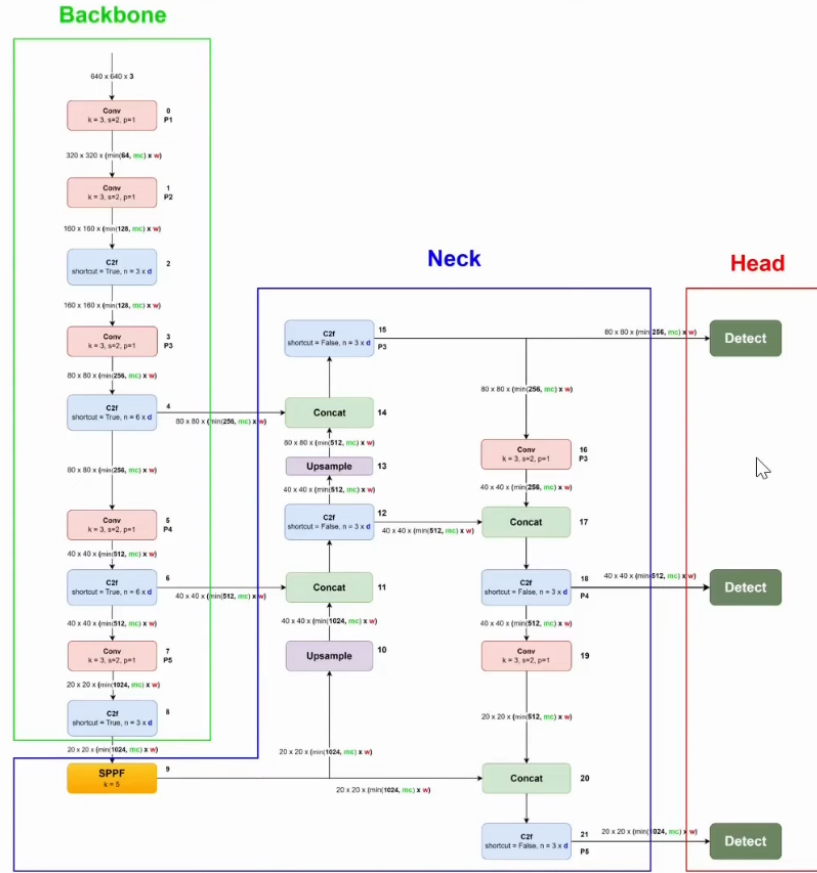 Backbone
640 x 640 x 3
Conv
k = 3, s=2, p=1
0
P1
320 x 320 x (min(64, mc) x w)
Conv
k = 3, s=2, p=1
1
P2
160 x 160 x (min(128, mc) x w)
C2f
shortcut = True, n = 3 x d
2
160 x 160 x (min(128, mc) x w)
Conv
k = 3, s=2, p=1
3
P3
80 x 80 x (min(256, mc) x w)
C2f
shortcut = True, n = 6 x d
4
80 x 80 x (min(256, mc) x w)
80 x 80 x (min(256, mc) x w)
Conv
k = 3, s=2, p=1
5
P4
40 x 40 x (min(512, mc) x w)
C2f
shortcut = True, n = 6 x d
6
40 x 40 x (min(512, mc) x w)
40 x 40 x (min(512, mc) x w)
Conv
k = 3, s=2, p=1
7
P5
20 x 20 x (min(1024, mc) x w)
C2f
shortcut = True, n = 3 x d
8
20 x 20 x (min(1024, mc) x w)
SPPF
k = 5
9
Neck
C2f
shortcut = False, n = 3 x d
15
P3
Concat
14
80 x 80 x (min(512, mc) x w)
Upsample
13
40 x 40 x (min(512, mc) x w)
C2f
shortcut = False, n = 3 x d
12
40 x 40 x (min(512, mc) x w)
Concat
11
40 x 40 x (min(1024, mc) x w)
Upsample
10
20 x 20 x (min(1024, mc) x w)
20 x 20 x (min(1024, mc) x w)
80 x 80 x (min(256, mc) x w)
80 x 80 x (min(256, mc) x w)
Conv
k = 3, s=2, p=1
16
P3
40 x 40 x (min(256, mc) x w)
Concat
17
C2f
shortcut = False, n = 3 x d
18
P4
40 x 40 x (min(512, mc) x w)
40 x 40 x (min(512, mc) x w)
Conv
k = 3, s=2, p=1
19
20 x 20 x (min(512, mc) x w)
Concat
20
C2f
shortcut = False, n = 3 x d
21
P5
20 x 20 x (min(1024, mc) x w)
Head
Detect
Detect
Detect